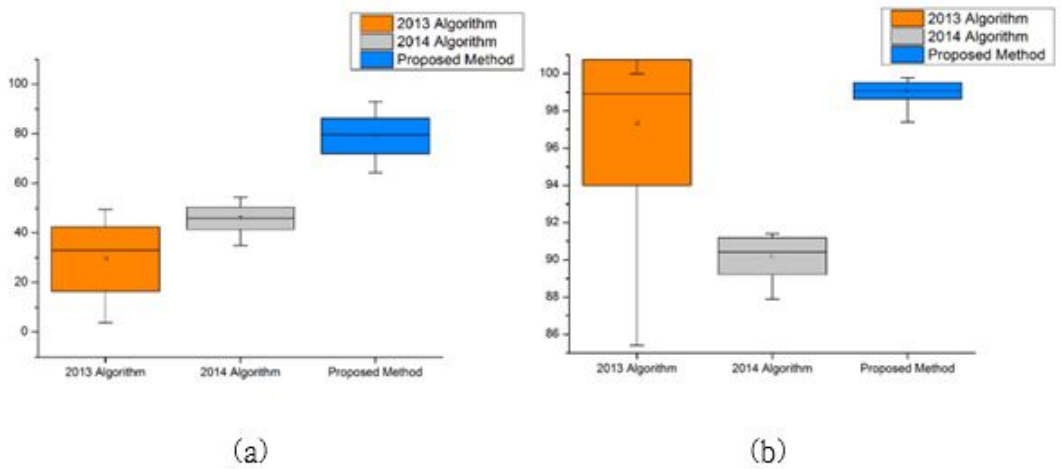 2013 Algorithm
2014 Algorithm
Proposed Method
100
80
60
40
20
0
2013 Algorithm
2014 Algorithm
Proposed Method
(a)
2013 Algorithm
2014 Algorithm
Proposed Method
100
98
96
94
92
90
88
86
2013 Algorithm
2014 Algorithm
Proposed Method
(b)